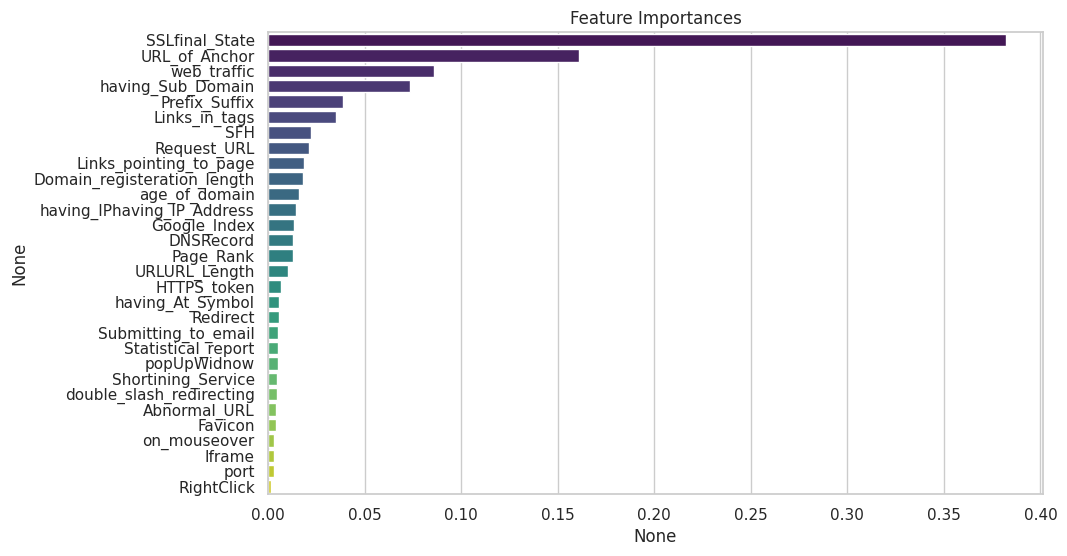 Feature Importances
SSLfinal_State
URL_of_Anchor
web_traffic
having_Sub_Domain
Prefix_Suffix
Links_in_tags
SFH
Request_URL
Links_pointing_to_page
Domain_registeration_length
age_of_domain
having_IPhaving_IP_Address
Google_Index
DNSRecord
Page_Rank
URLURL_Length
HTTPS_token
having_At_Symbol
Redirect
Submitting_to_email
Statistical_report
popUpWidnow
Shortining_Service
double_slash_redirecting
Abnormal_URL
Favicon
on_mouseover
Iframe
port
RightClick
None
0.00 0.05 0.10 0.15 0.20 0.25 0.30 0.35 0.40
None